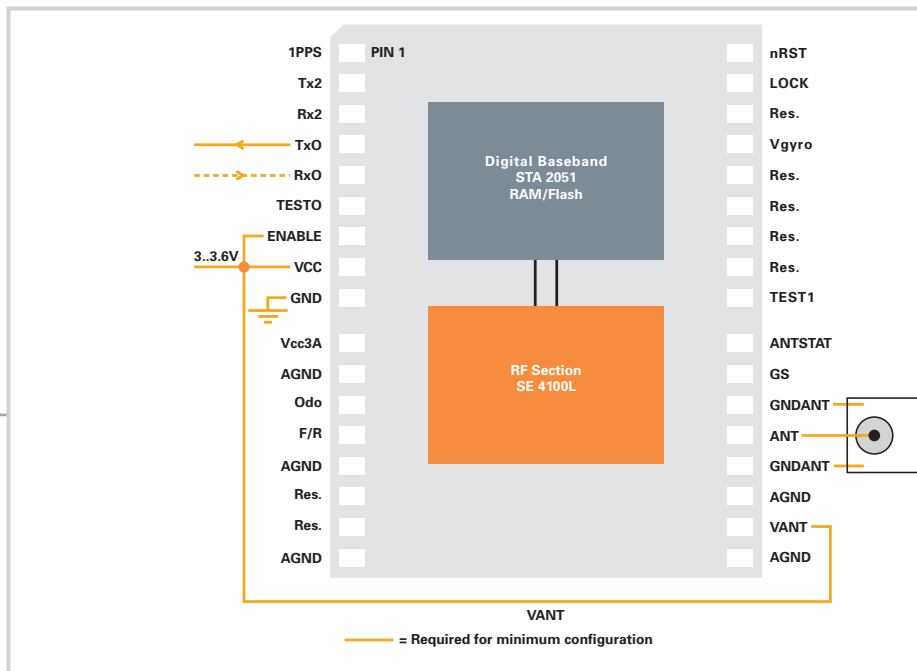 1PPS
PIN 1
Tx2
Rx2
TxO
RxO
TESTO
ENABLE
3..3.6V
VCC
GND
Vcc3A
AGND
Odo
F/R
AGND
Res.
Res.
AGND
Digital Baseband
STA 2051
RAM/Flash
RF Section
SE 4100L
nRST
LOCK
Res.
Vgyro
Res.
Res.
Res.
Res.
TEST1
ANTSTAT
GS
GNDANT
ANT
GNDANT
AGND
VANT
AGND
VANT
= Required for minimum configuration